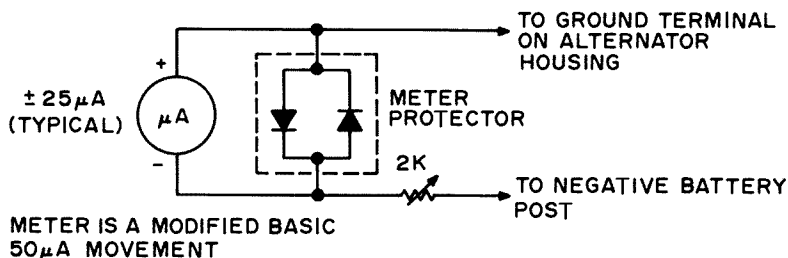 TO GROUND TERMINAL
ON ALTERNATOR
HOUSING
+
±25µA
(TYPICAL)
µA
METER
PROTECTOR
–
2K
TO NEGATIVE BATTERY
POST
METER IS A MODIFIED BASIC
50µA MOVEMENT